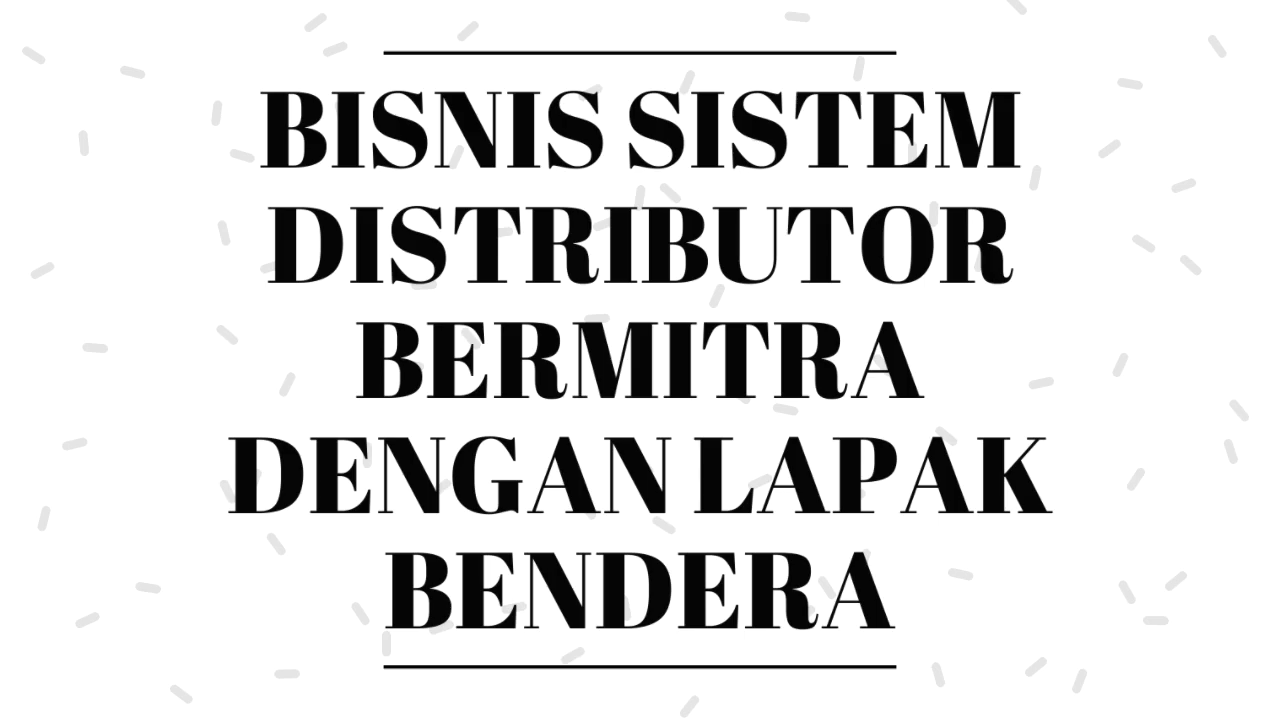 BISNIS SISTEM
DISTRIBUTOR
BERMITRA
DENGAN LAPAK
BENDERA